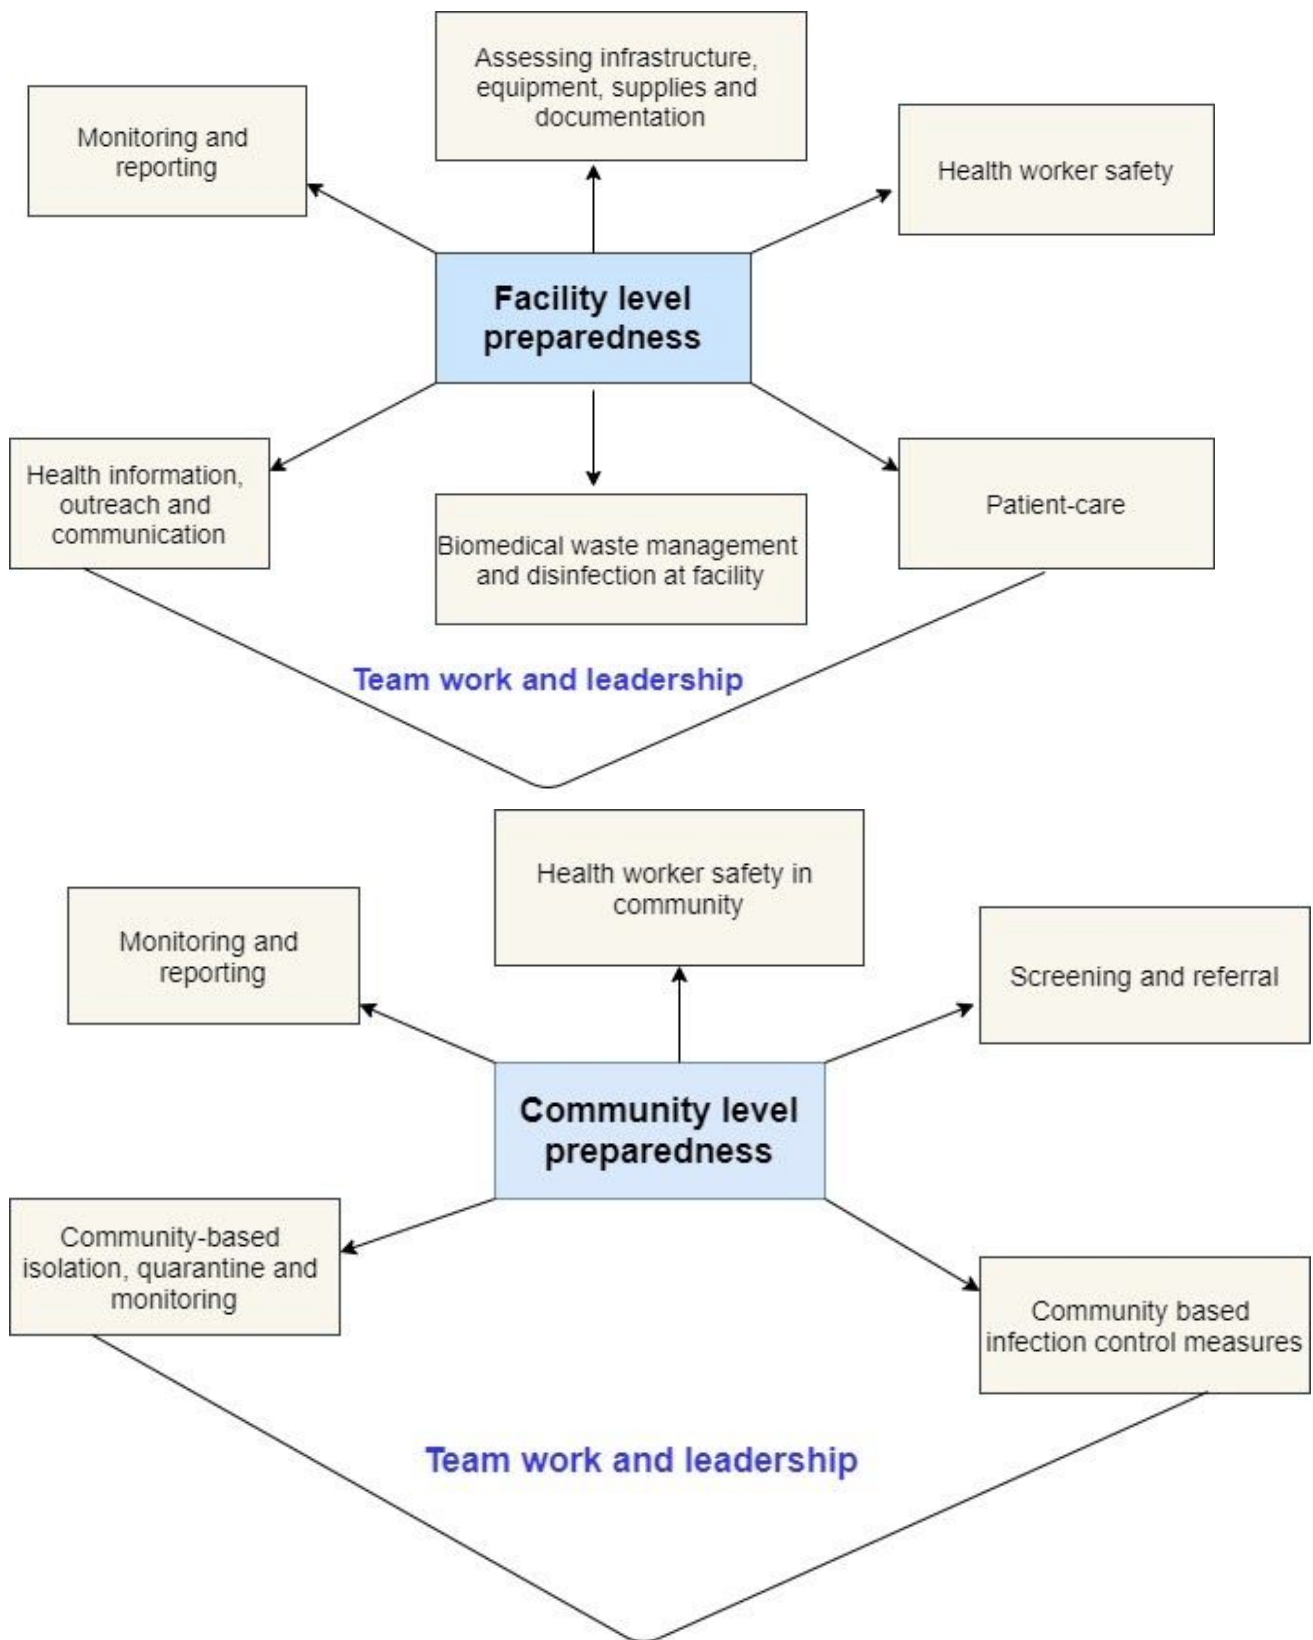 Assessing infrastructure,
equipment, supplies and
documentation
Monitoring and
reporting
Health worker safety
Facility level
preparedness
Health information,
outreach and
communication
Biomedical waste management
and disinfection at facility
Patient-care
Team work and leadership
Health worker safety in
community
Monitoring and
reporting
Screening and referral
Community level
preparedness
Community-based
isolation, quarantine and
monitoring
Community based
infection control measures
Team work and leadership